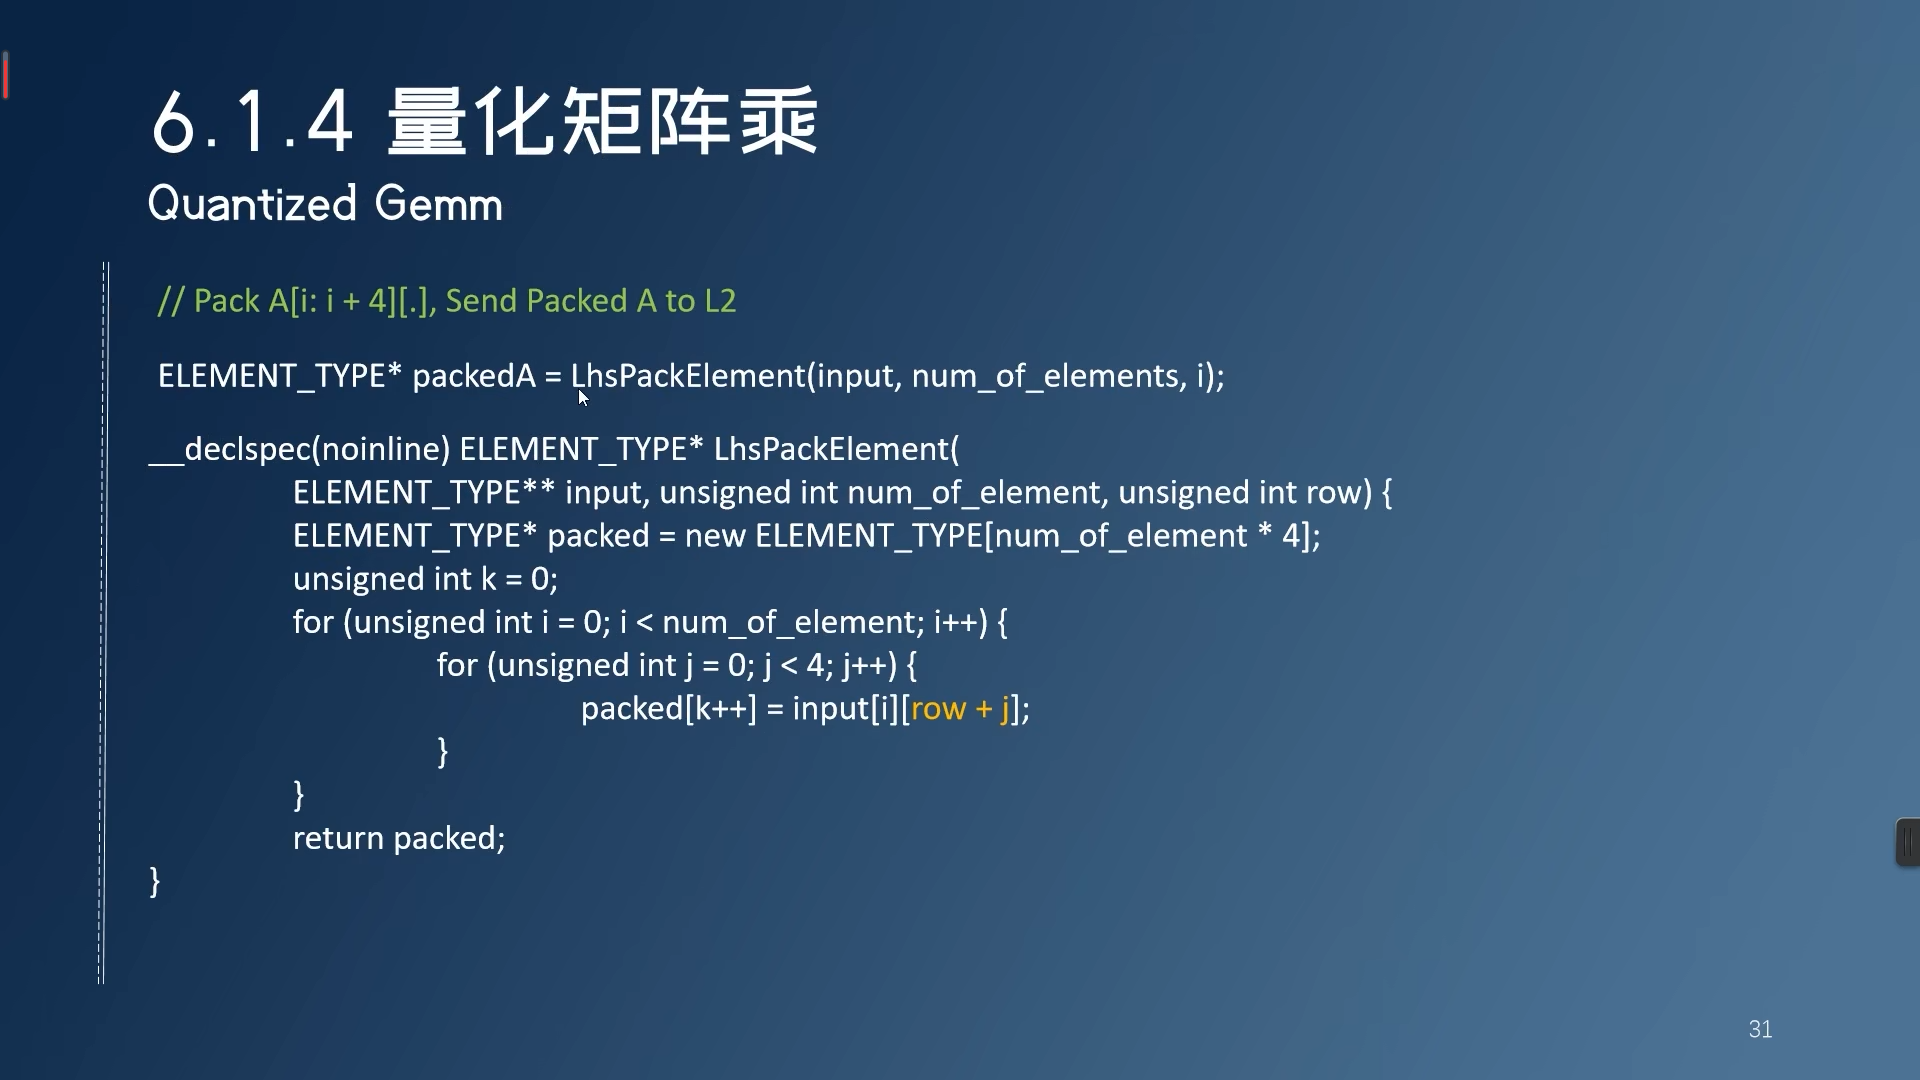 6.1.4 量化矩阵乘
Quantized Gemm
// Pack A[i: i + 4][.], Send Packed A to L2
ELEMENT_TYPE* packedA = LhsPackElement(input, num_of_elements, i);
__declspec(noinline) ELEMENT_TYPE* LhsPackElement(
ELEMENT_TYPE** input, unsigned int num_of_element, unsigned int row) {
ELEMENT_TYPE* packed = new ELEMENT_TYPE[num_of_element * 4];
unsigned int k = 0;
for (unsigned int i = 0; i < num_of_element; i++) {
for (unsigned int j = 0; j < 4; j++) {
packed[k++] = input[i][row + j];
}
}
return packed;
}
31